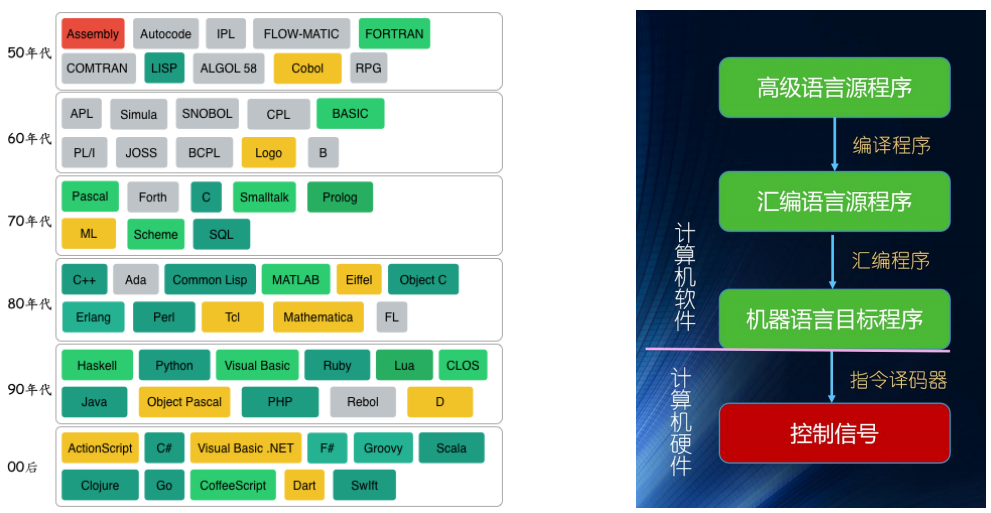 50年代
Assembly Autocode IPL FLOW-MATIC FORTRAN
COMTRAN LISP ALGOL 58 Cobol RPG
60年代
APL Simula SNOBOL CPL BASIC
PL/I JOSS BCPL Logo B
70年代
Pascal Forth C Smalltalk Prolog
ML Scheme SQL
80年代
C++ Ada Common Lisp MATLAB Eiffel Object C
Erlang Perl Tcl Mathematica FL
90年代
Haskell Python Visual Basic Ruby Lua CLOS
Java Object Pascal PHP Rebol D
00后
ActionScript C# Visual Basic .NET F# Groovy Scala
Clojure Go CoffeeScript Dart Swift
高级语言源程序
编译程序
汇编语言源程序
汇编程序
机器语言目标程序
计算机软件
指令译码器
控制信号
计算机硬件